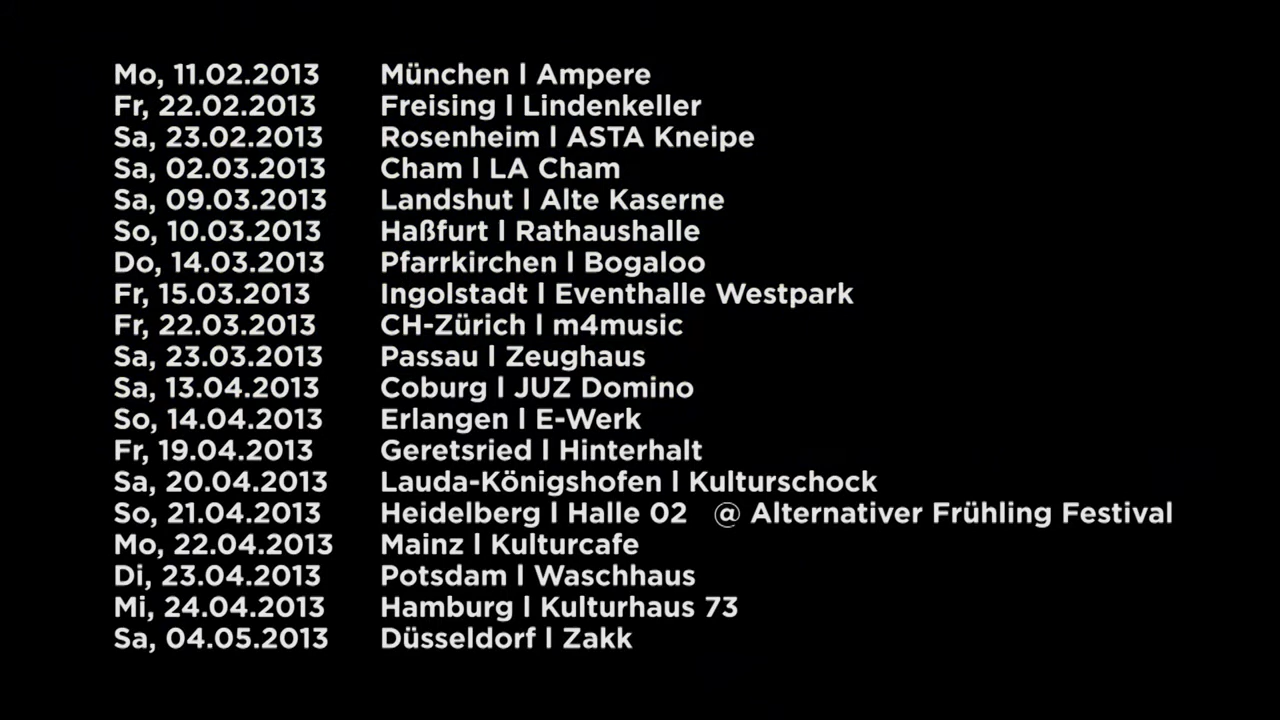 Mo, 11.02.2013 München | Ampere
Fr, 22.02.2013 Freising | Lindenkeller
Sa, 23.02.2013 Rosenheim | ASTA Kneipe
Sa, 02.03.2013 Cham | LA Cham
Sa, 09.03.2013 Landshut | Alte Kaserne
So, 10.03.2013 Haßfurt | Rathaushalle
Do, 14.03.2013 Pfarrkirchen | Bogaloo
Fr, 15.03.2013 Ingolstadt | Eventhalle Westpark
Fr, 22.03.2013 CH-Zürich | m4music
Sa, 23.03.2013 Passau | Zeughaus
Sa, 13.04.2013 Coburg | JUZ Domino
So, 14.04.2013 Erlangen | E-Werk
Fr, 19.04.2013 Geretsried | Hinterhalt
Sa, 20.04.2013 Lauda-Königshofen | Kulturschock
So, 21.04.2013 Heidelberg | Halle 02 @ Alternativer Frühling Festival
Mo, 22.04.2013 Mainz | Kulturcafe
Di, 23.04.2013 Potsdam | Waschhaus
Mi, 24.04.2013 Hamburg | Kulturhaus 73
Sa, 04.05.2013 Düsseldorf | Zakk